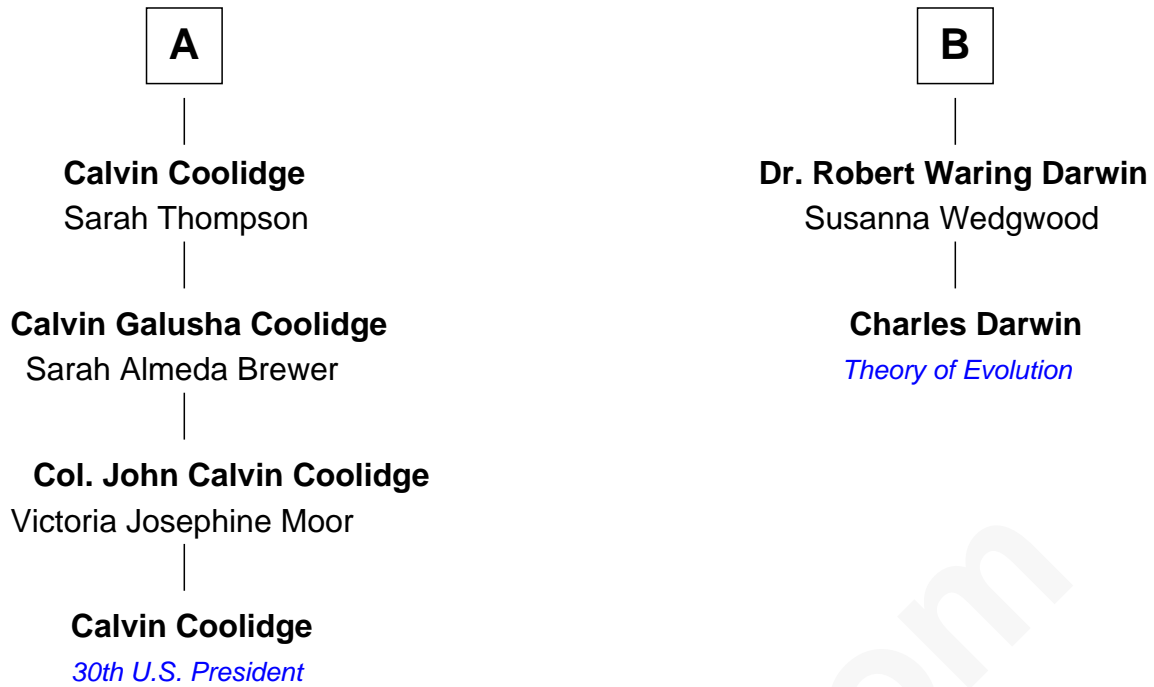 A
Calvin Coolidge
Sarah Thompson
Calvin Galusha Coolidge
Sarah Almeda Brewer
Col. John Calvin Coolidge
Victoria Josephine Moor
Calvin Coolidge
30th U.S. President
B
Dr. Robert Waring Darwin
Susanna Wedgwood
Charles Darwin
Theory of Evolution
om